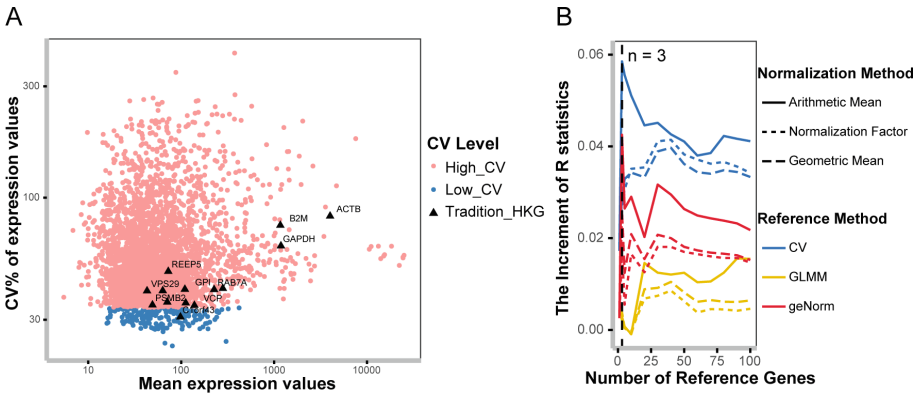 A
CV% of expression values
300
100
30
10
100
1000
10000
Mean expression values
ACTB
B2M
GAPDH
REEP5
VPS29
GPI
RAB7A
PSMB2
VCP
CV Level
High_CV
Low_CV
Tradition_HKG
B
The Increment of R statistics
0.06
0.04
0.02
0.00
n = 3
0
25
50
75
100
Number of Reference Genes
Normalization Method
Arithmetic Mean
Normalization Factor
Geometric Mean
Reference Method
CV
GLMM
geNorm